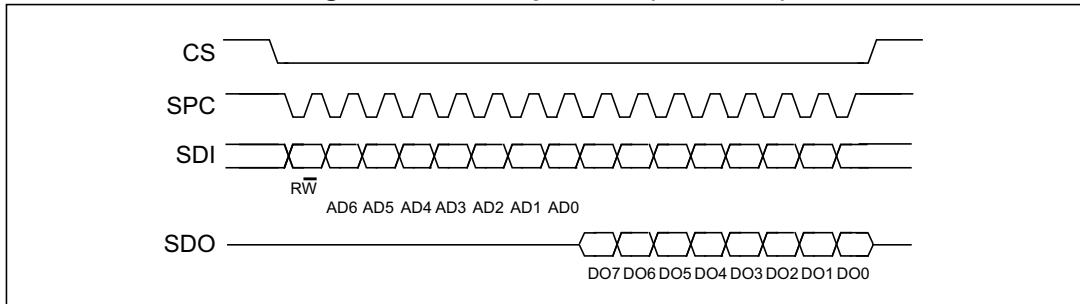 CS
SPC
SDI
RW̅
AD6 AD5 AD4 AD3 AD2 AD1 AD0
SDO
DO7 DO6 DO5 DO4 DO3 DO2 DO1 DO0